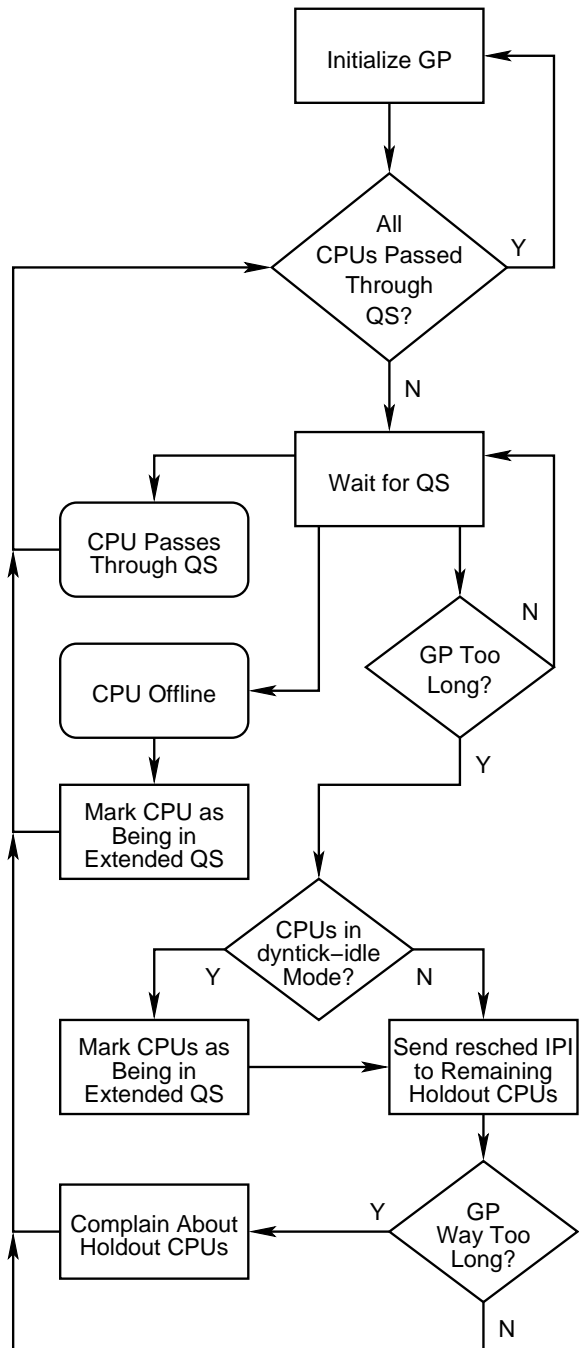 Initialize GP
All
CPUs Passed
Through
QS?
Y
N
Wait for QS
CPU Passes
Through QS
N
GP Too
Long?
CPU Offline
Y
Mark CPU as
Being in
Extended QS
CPUs in
dyntick−idle
Mode?
Y
N
Mark CPUs as
Being in
Extended QS
Send resched IPI
to Remaining
Holdout CPUs
GP
Way Too
Long?
Y
Complain About
Holdout CPUs
N